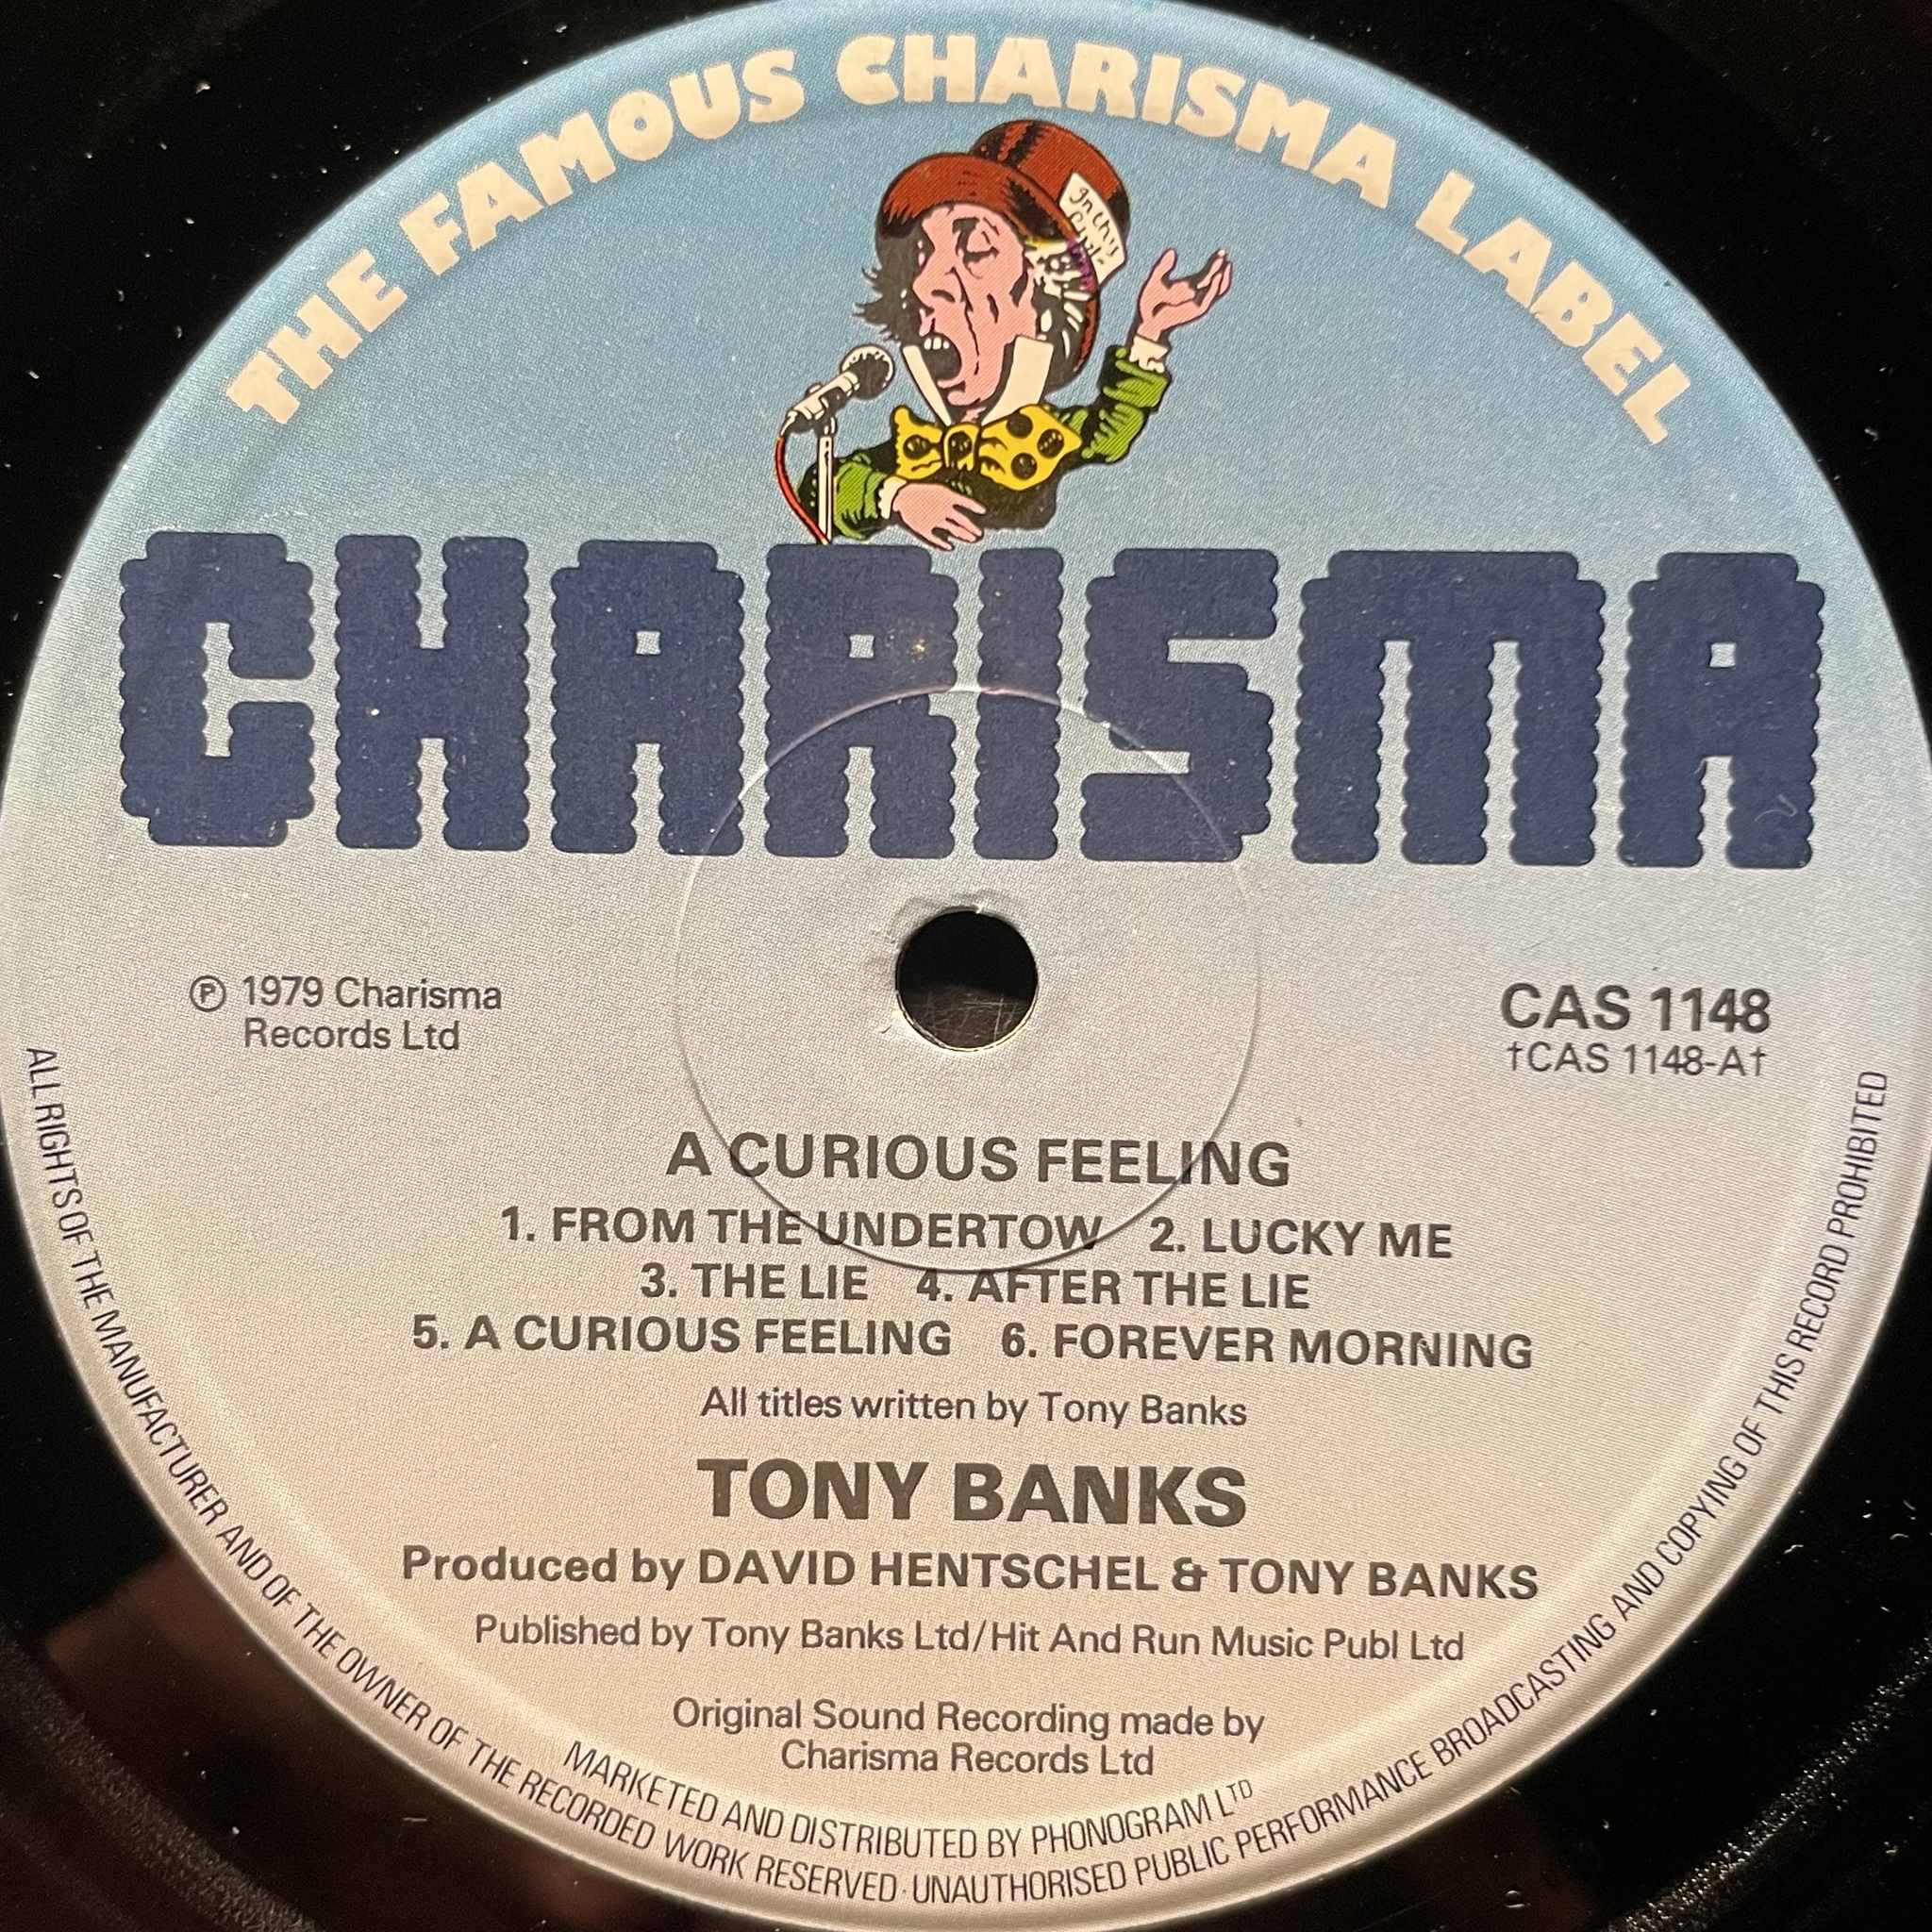 THE FAMOUS CHARISMA LABEL
In this
CHARISMA
℗ 1979 Charisma
Records Ltd
CAS 1148
†CAS 1148-A†
A CURIOUS FEELING
1. FROM THE UNDERTOW 2. LUCKY ME
3. THE LIE 4. AFTER THE LIE
5. A CURIOUS FEELING 6. FOREVER MORNING
All titles written by Tony Banks
TONY BANKS
Produced by DAVID HENTSCHEL & TONY BANKS
Published by Tony Banks Ltd/Hit And Run Music Publ Ltd
Original Sound Recording made by
Charisma Records Ltd
MARKETED AND DISTRIBUTED BY PHONOGRAM LTD
ALL RIGHTS OF THE MANUFACTURER AND OF THE OWNER OF THE RECORDED WORK RESERVED · UNAUTHORISED PUBLIC PERFORMANCE BROADCASTING AND COPYING OF THIS RECORD PROHIBITED